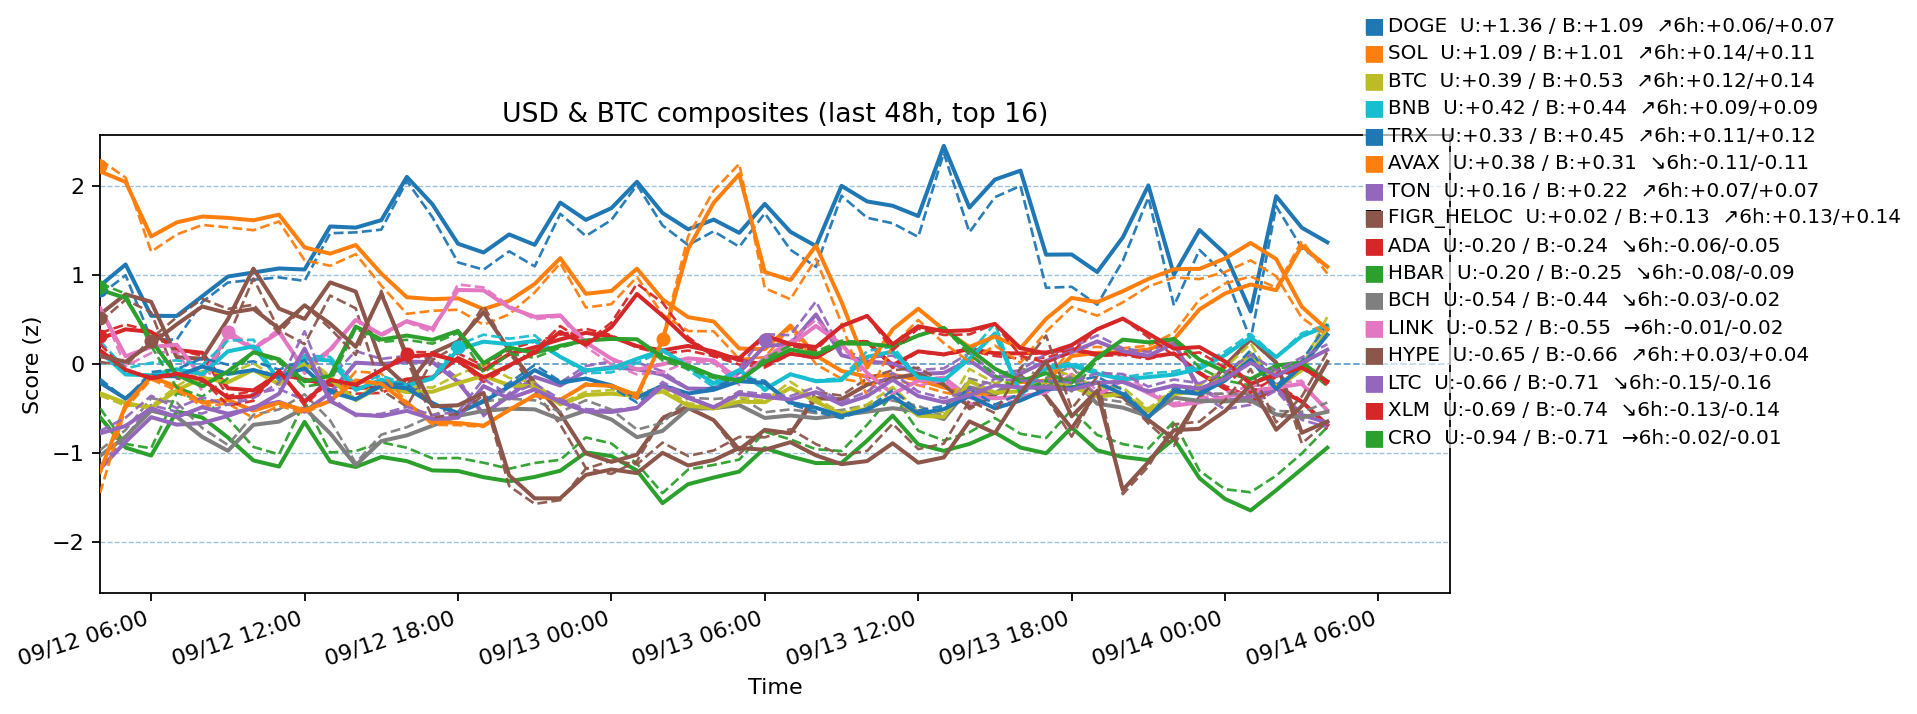 DOGE  U:+1.36 / B:+1.09  ↗6h:+0.06/+0.07
SOL  U:+1.09 / B:+1.01  ↗6h:+0.14/+0.11
BTC  U:+0.39 / B:+0.53  ↗6h:+0.12/+0.14
BNB  U:+0.42 / B:+0.44  ↗6h:+0.09/+0.09
TRX  U:+0.33 / B:+0.45  ↗6h:+0.11/+0.12
AVAX  U:+0.38 / B:+0.31  ↘6h:-0.11/-0.11
TON  U:+0.16 / B:+0.22  ↗6h:+0.07/+0.07
FIGR_HELOC  U:+0.02 / B:+0.13  ↗6h:+0.13/+0.14
ADA  U:-0.20 / B:-0.24  ↘6h:-0.06/-0.05
HBAR  U:-0.20 / B:-0.25  ↘6h:-0.08/-0.09
BCH  U:-0.54 / B:-0.44  ↘6h:-0.03/-0.02
LINK  U:-0.52 / B:-0.55  →6h:-0.01/-0.02
HYPE  U:-0.65 / B:-0.66  ↗6h:+0.03/+0.04
LTC  U:-0.66 / B:-0.71  ↘6h:-0.15/-0.16
XLM  U:-0.69 / B:-0.74  ↘6h:-0.13/-0.14
CRO  U:-0.94 / B:-0.71  →6h:-0.02/-0.01
USD & BTC composites (last 48h, top 16)
Score (z)
2
1
0
−1
−2
09/12 06:00
09/12 12:00
09/12 18:00
09/13 00:00
09/13 06:00
09/13 12:00
09/13 18:00
09/14 00:00
09/14 06:00
Time